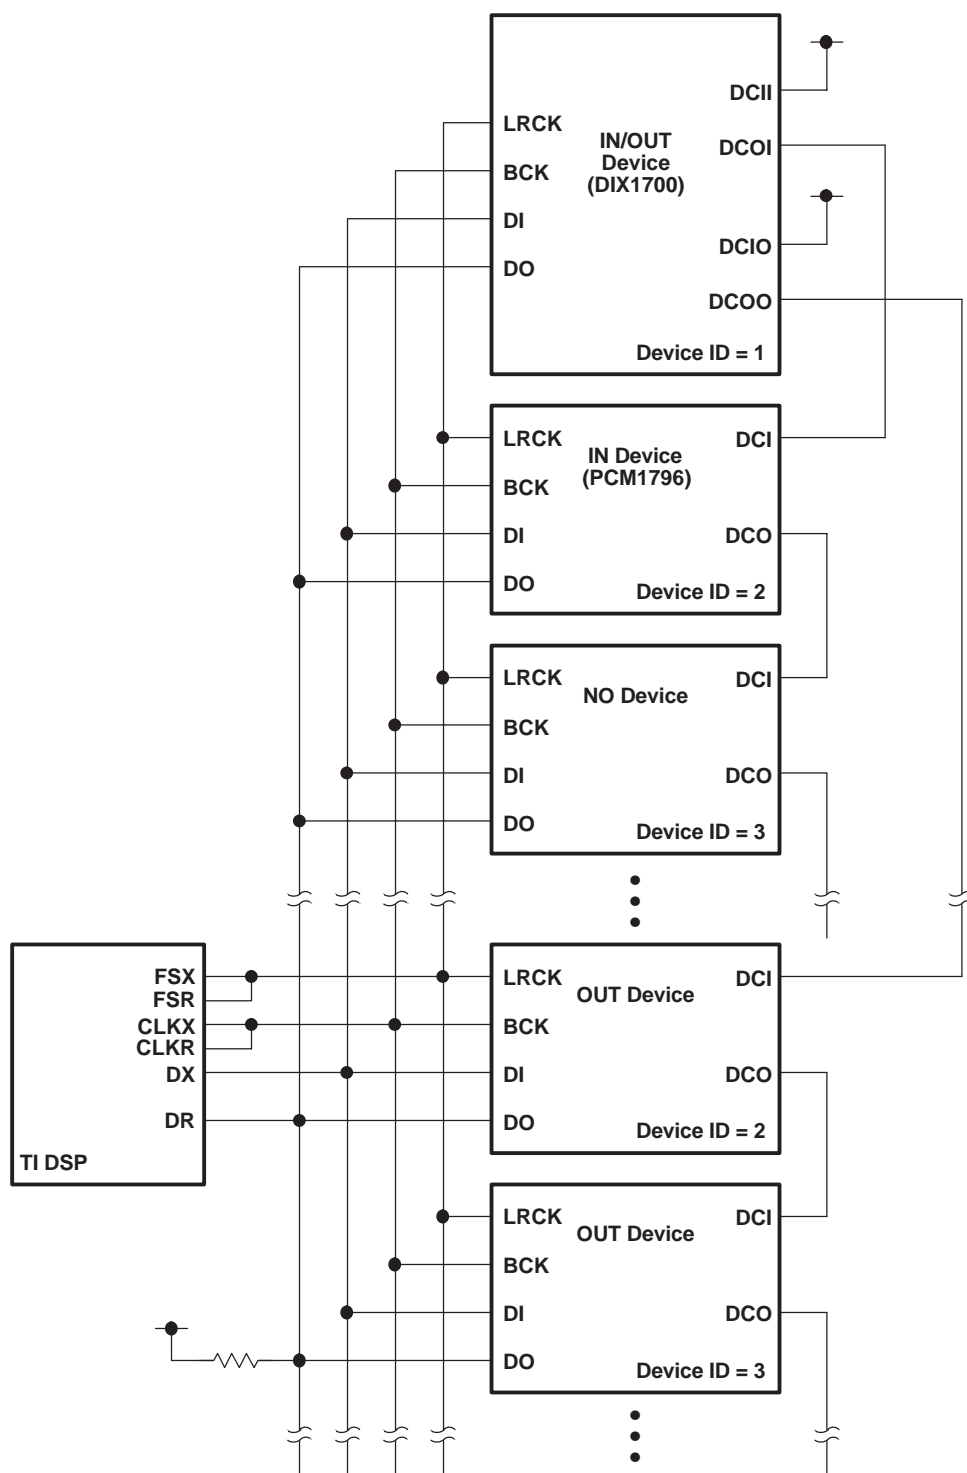 DCII
LRCK
IN/OUT
Device
(DIX1700)
DCOI
BCK
DI
DCIO
DO
DCOO
Device ID = 1
LRCK
DCI
IN Device
(PCM1796)
BCK
DI
DCO
DO
Device ID = 2
LRCK
DCI
NO Device
BCK
DI
DCO
DO
Device ID = 3
FSX
FSR
CLKX
CLKR
DX
DR
TI DSP
LRCK
DCI
OUT Device
BCK
DI
DCO
DO
Device ID = 2
LRCK
DCI
OUT Device
BCK
DI
DCO
DO
Device ID = 3